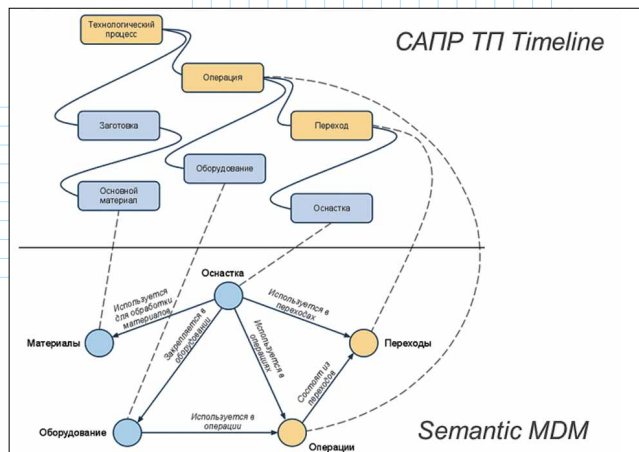 Технологический
процесс
САПР ТП Timeline
Операция
Заготовка
Переход
Оборудование
Основной
материал
Оснастка
Оснастка
Используется
для обработки
материалов
Закрепляется в
оборудовании
Используется в
операциях
Используется в
переходах
Материалы
Переходы
Состоят из
переходов
Оборудование
Используется в
операции
Операции
Semantic MDM